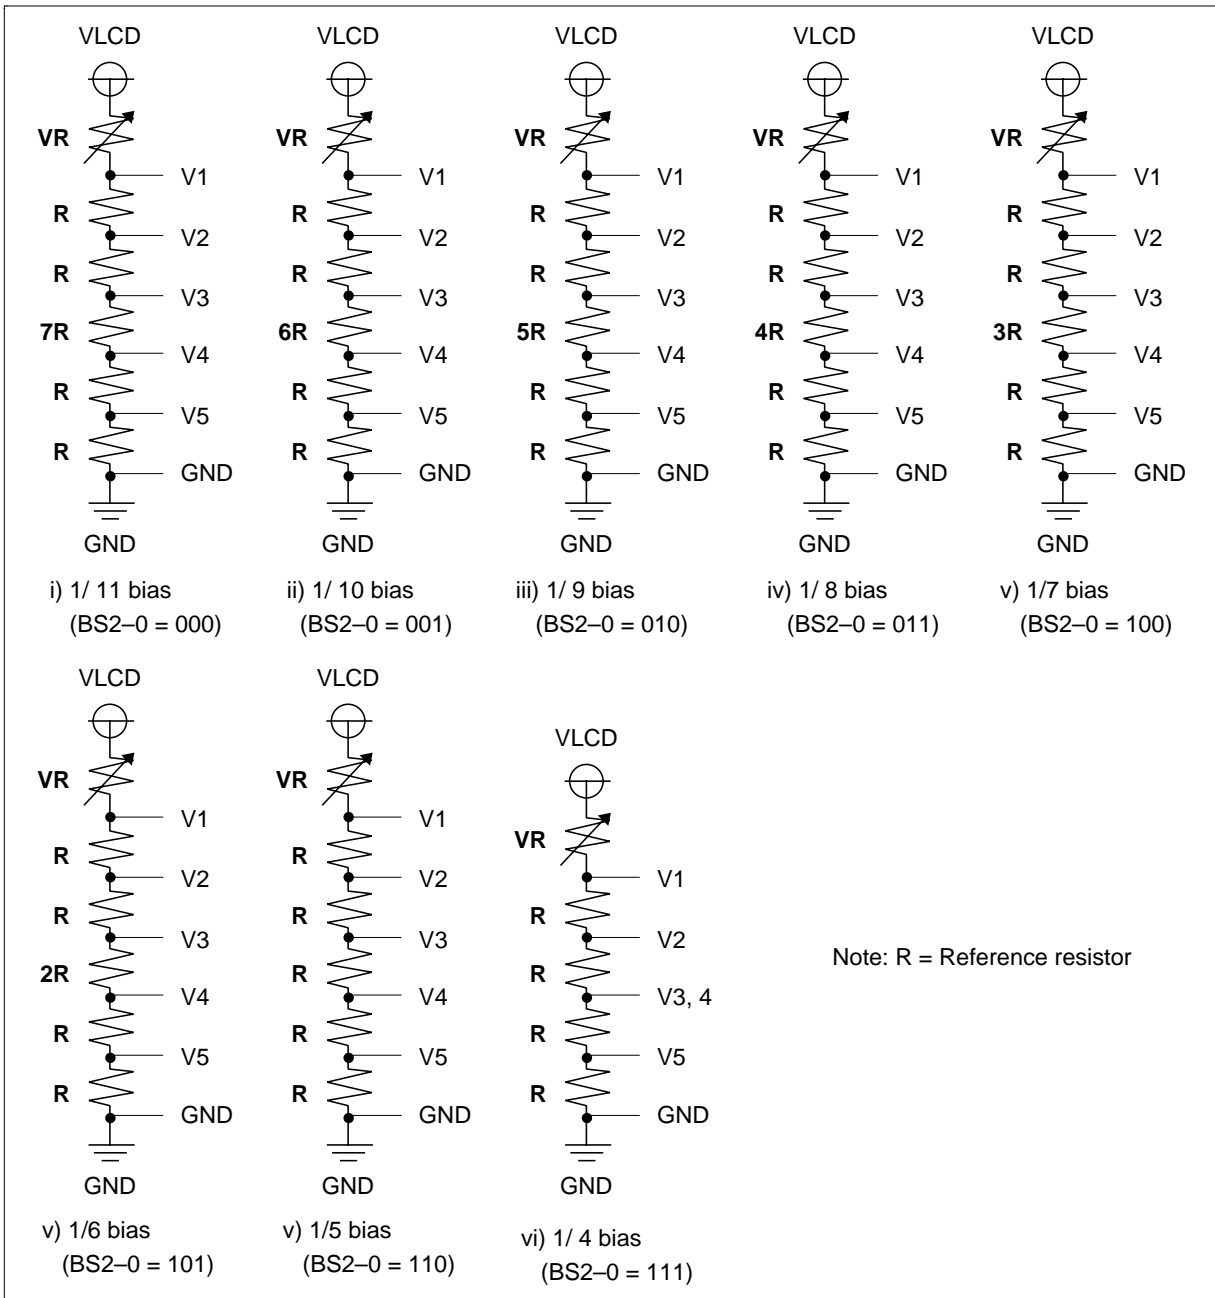 VLCD
VR
V1
R
V2
R
V3
7R
V4
R
V5
R
GND
GND
i) 1/ 11 bias
(BS2–0 = 000)
VLCD
VR
V1
R
V2
R
V3
6R
V4
R
V5
R
GND
GND
ii) 1/ 10 bias
(BS2–0 = 001)
VLCD
VR
V1
R
V2
R
V3
5R
V4
R
V5
R
GND
GND
iii) 1/ 9 bias
(BS2–0 = 010)
VLCD
VR
V1
R
V2
R
V3
4R
V4
R
V5
R
GND
GND
iv) 1/ 8 bias
(BS2–0 = 011)
VLCD
VR
V1
R
V2
R
V3
3R
V4
R
V5
R
GND
GND
v) 1/7 bias
(BS2–0 = 100)
VLCD
VR
V1
R
V2
R
V3
2R
V4
R
V5
R
GND
GND
v) 1/6 bias
(BS2–0 = 101)
VLCD
VR
V1
R
V2
R
V3
R
V4
R
V5
R
GND
GND
v) 1/5 bias
(BS2–0 = 110)
VLCD
VR
V1
R
V2
R
V3, 4
R
V5
R
GND
GND
vi) 1/ 4 bias
(BS2–0 = 111)
Note: R = Reference resistor